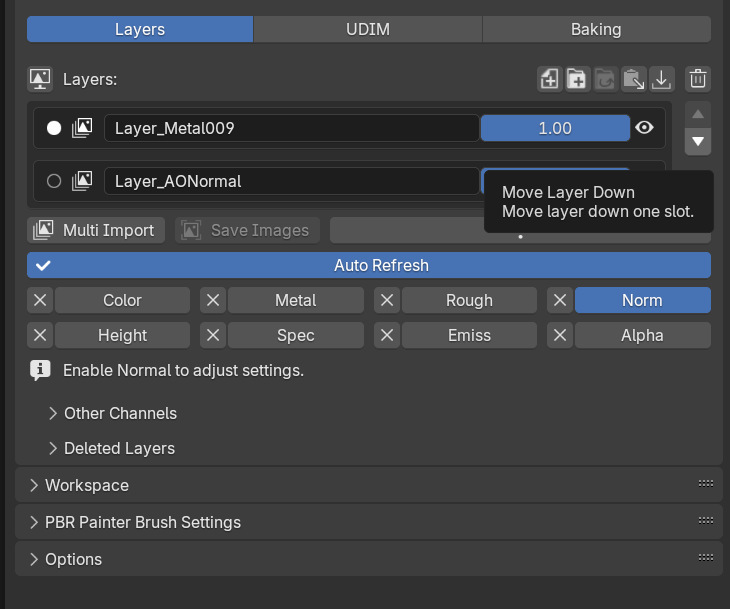 Layers UDIM Baking
Layers:
Layer_Metal009 1.00
Layer_AONormal
Move Layer Down
Move layer down one slot.
Multi Import Save Images
Auto Refresh
Color Metal Rough Norm
Height Spec Emiss Alpha
Enable Normal to adjust settings.
Other Channels
Deleted Layers
Workspace
PBR Painter Brush Settings
Options